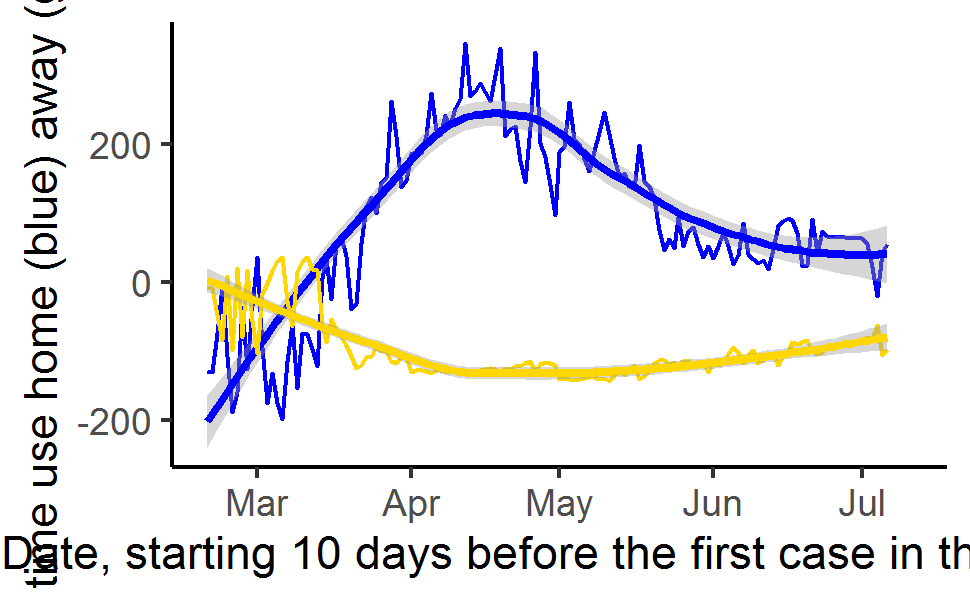 time use home (blue) away (
200
0
-200
Mar Apr May Jun Jul
Date, starting 10 days before the first case in th